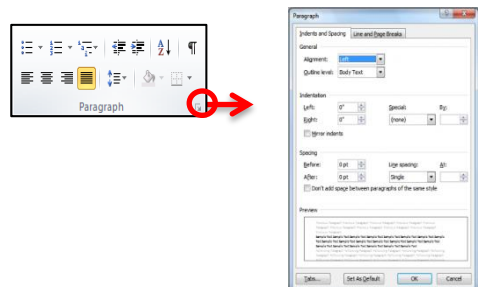 Paragraph
Paragraph
Indents and Spacing Line and Page Breaks
General
Alignment: Left
Outline level: Body Text
Indentation
Left: 0" Special: By:
Right: 0" (none)
Mirror indents
Spacing
Before: 0 pt Line spacing: At:
After: 0 pt Single
Don't add space between paragraphs of the same style
Preview
Tabs... Set As Default OK Cancel